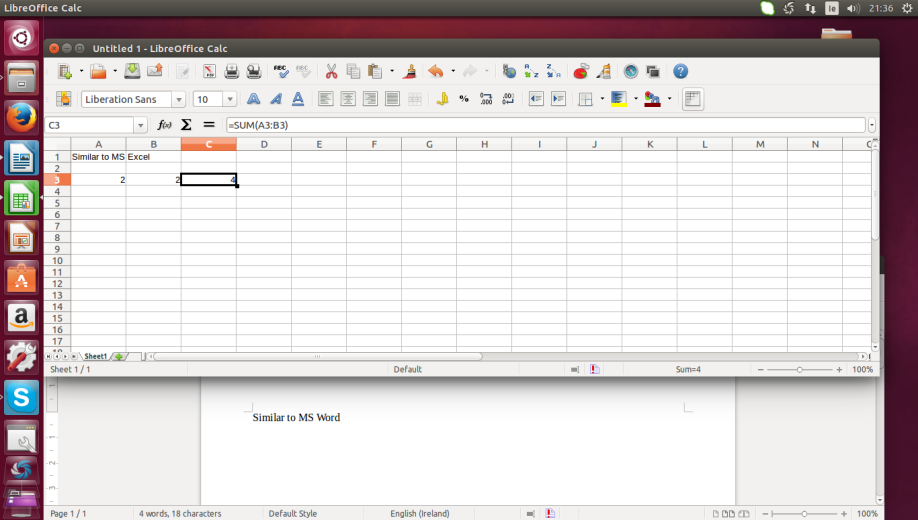 LibreOffice Calc
Ie
21:36
Untitled 1 - LibreOffice Calc
Liberation Sans
10
C3
=SUM(A3:B3)
A B C D E F G H I J K L M N
1 Similar to MS Excel
2
3 2 2 4
4
5
6
7
8
9
10
11
12
13
14
15
16
17
Sheet1
Sheet 1 / 1
Default
Sum=4
100%
Similar to MS Word
Page 1 / 1
4 words, 18 characters
Default Style
English (Ireland)
100%